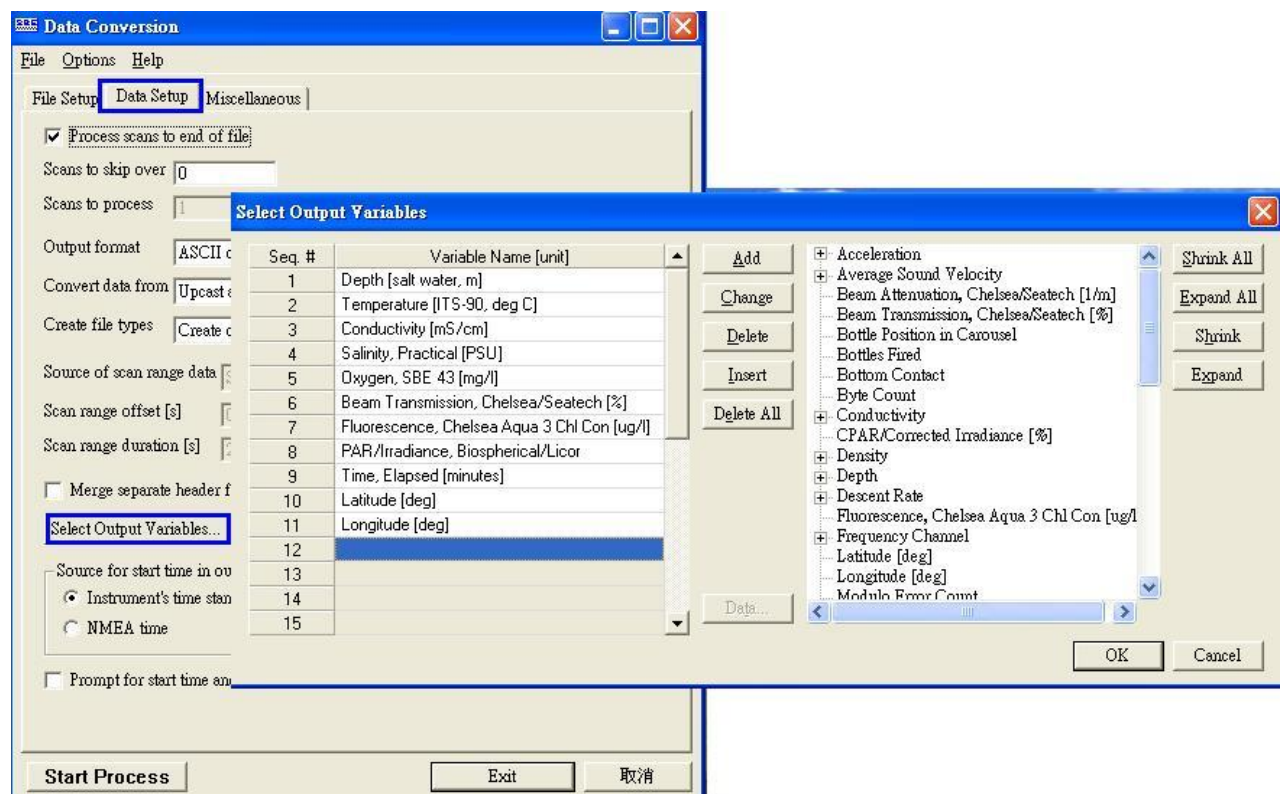 SBE Data Conversion
File Options Help
File Setup Data Setup Miscellaneous
Process scans to end of file
Scans to skip over 0
Scans to process 1
Output format ASCII
Convert data from Upcast
Create file types Create
Source of scan range data
Scan range offset [s]
Scan range duration [s]
Merge separate header
Select Output Variables...
Source for start time in
Instrument's time
NMEA time
Prompt for start time
Start Process Exit 取消
Select Output Variables
Seq. # Variable Name [unit]
1 Depth [salt water, m]
2 Temperature [ITS-90, deg C]
3 Conductivity [mS/cm]
4 Salinity, Practical [PSU]
5 Oxygen, SBE 43 [mg/l]
6 Beam Transmission, Chelsea/Seatech [%]
7 Fluorescence, Chelsea Aqua 3 Chl Con [ug/l]
8 PAR/Irradiance, Biospherical/Licor
9 Time, Elapsed [minutes]
10 Latitude [deg]
11 Longitude [deg]
12
13
14
15
Add
Change
Delete
Insert
Delete All
Data...
Acceleration
Average Sound Velocity
Beam Attenuation, Chelsea/Seatech [1/m]
Beam Transmission, Chelsea/Seatech [%]
Bottle Position in Carousel
Bottles Fired
Bottom Contact
Byte Count
Conductivity
CPAR/Corrected Irradiance [%]
Density
Depth
Descent Rate
Fluorescence, Chelsea Aqua 3 Chl Con [ug/l
Frequency Channel
Latitude [deg]
Longitude [deg]
Modulo Error Count
Shrink All
Expand All
Shrink
Expand
OK Cancel